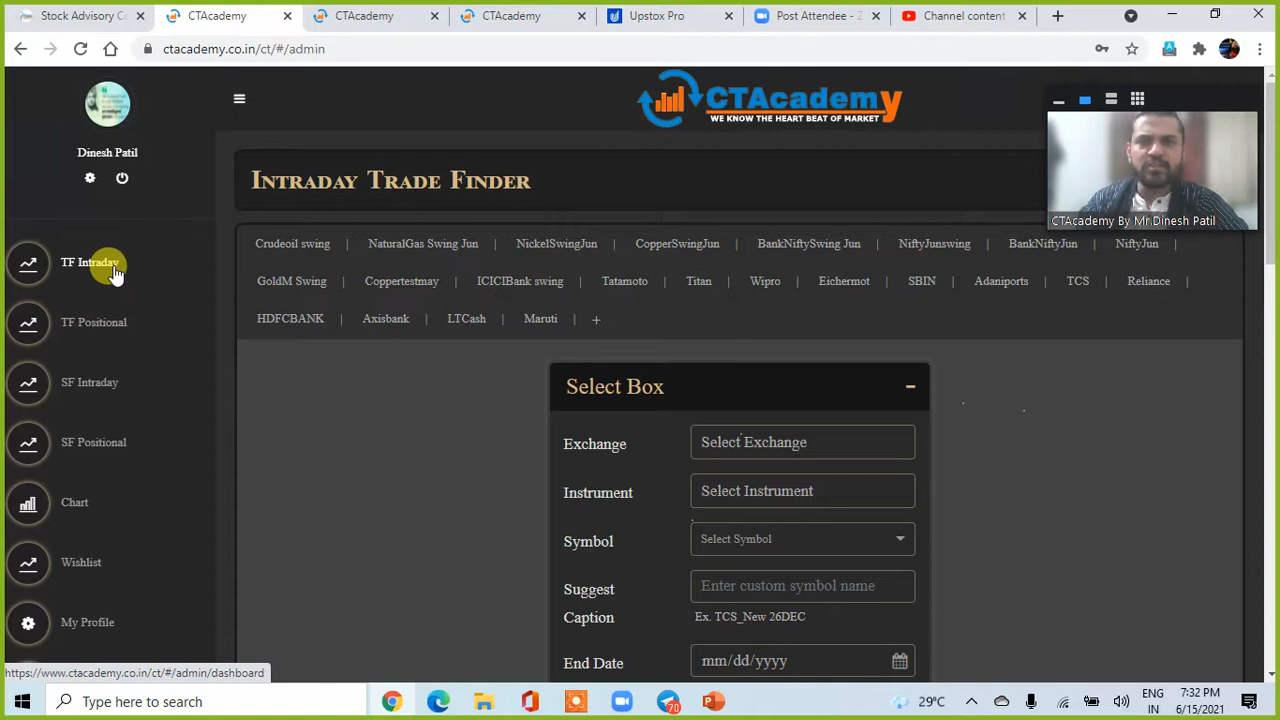 Stock Advisory C
CTAcademy
CTAcademy
CTAcademy
Upstox Pro
Post Attendee - Z
Channel content
ctacademy.co.in/ct/#/admin
Dinesh Patil
CTAcademy
WE KNOW THE HEART BEAT OF MARKET
CTAcademy By Mr.Dinesh Patil
INTRADAY TRADE FINDER
Crudeoil swing | NaturalGas Swing Jun | NickelSwingJun | CopperSwingJun | BankNiftySwing Jun | NiftyJunswing | BankNiftyJun | NiftyJun |
GoldM Swing | Coppertestmay | ICICIBank swing | Tatamoto | Titan | Wipro | Eichermot | SBIN | Adaniports | TCS | Reliance |
HDFCBANK | Axisbank | LTCash | Maruti | +
TF Intraday
TF Positional
SF Intraday
SF Positional
Chart
Wishlist
My Profile
Select Box
Exchange Select Exchange
Instrument Select Instrument
Symbol Select Symbol
Suggest Enter custom symbol name
Caption Ex. TCS_New 26DEC
End Date mm/dd/yyyy
https://www.ctacademy.co.in/ct/#/admin/dashboard
Type here to search
70
29°C
ENG
IN
7:32 PM
6/15/2021